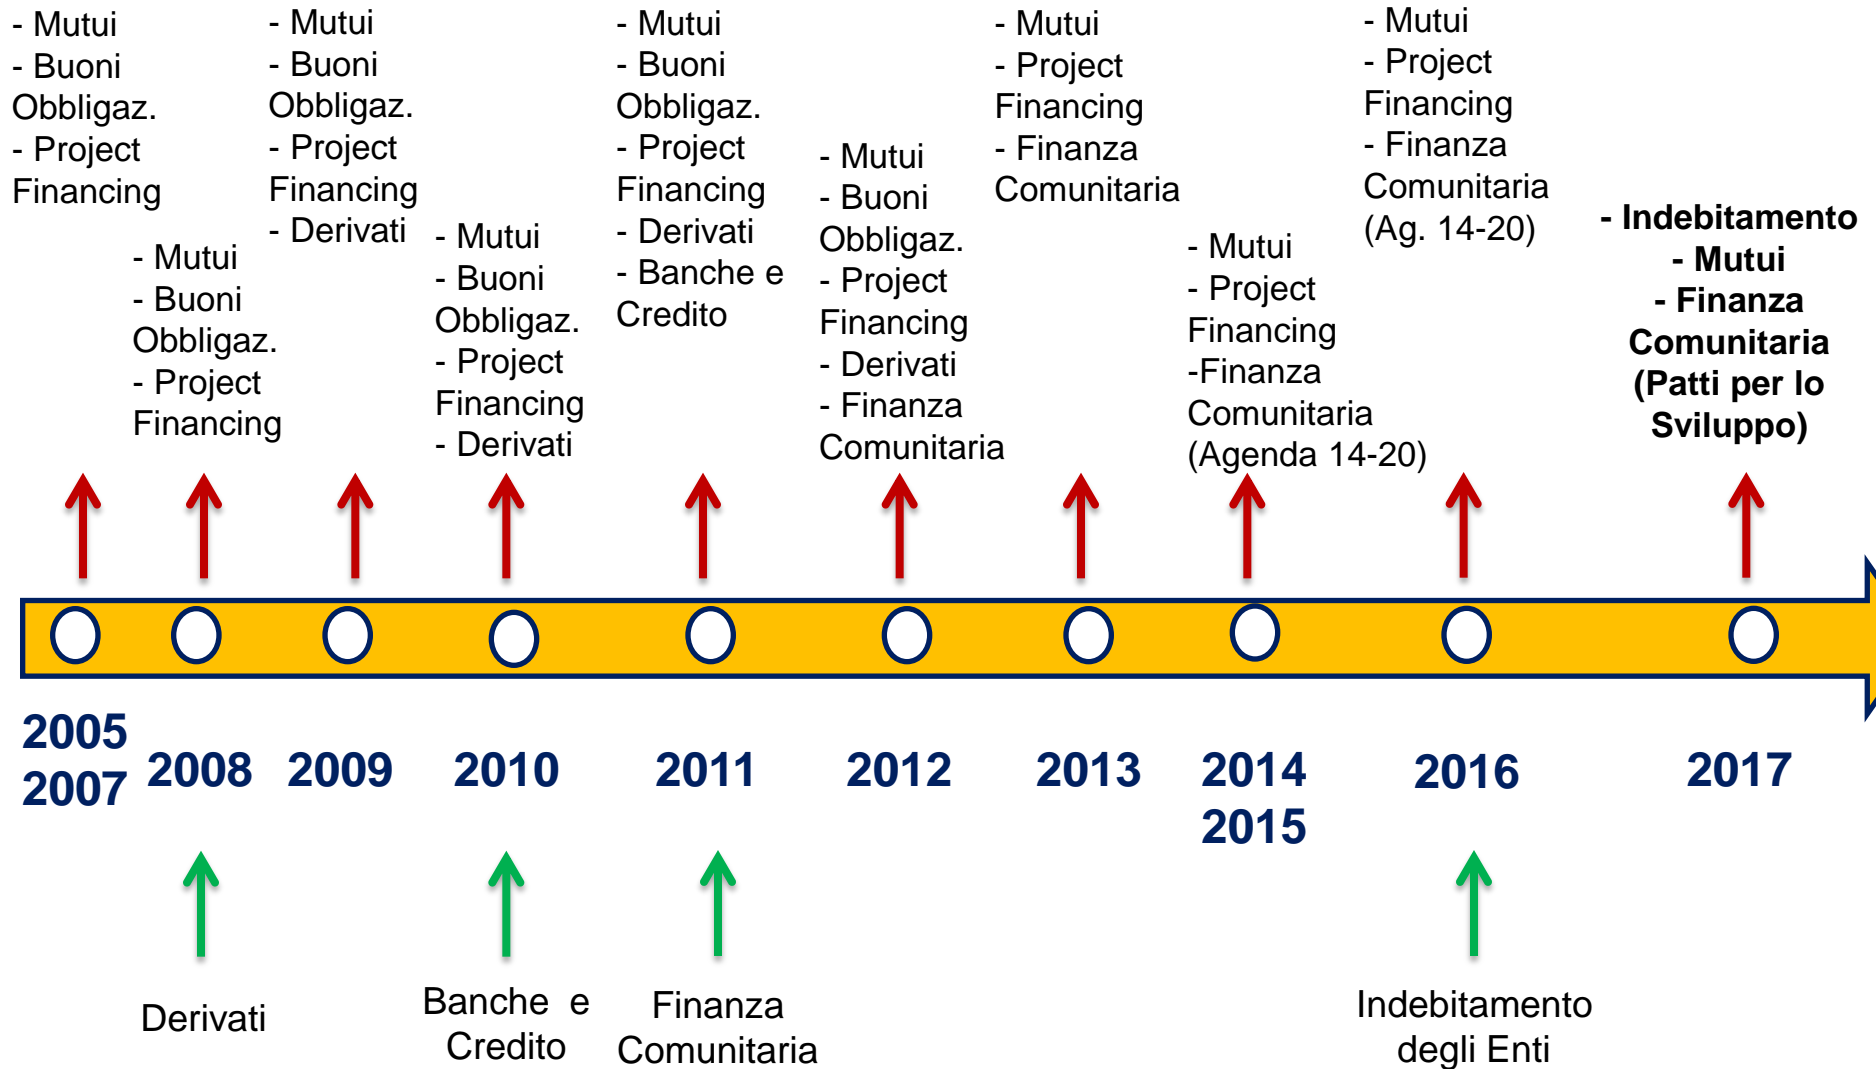 - Mutui
- Buoni
Obbligaz.
- Project
Financing
- Mutui
- Buoni
Obbligaz.
- Project
Financing
- Mutui
- Buoni
Obbligaz.
- Project
Financing
- Derivati
- Mutui
- Buoni
Obbligaz.
- Project
Financing
- Derivati
- Mutui
- Buoni
Obbligaz.
- Project
Financing
- Derivati
- Banche e
Credito
- Mutui
- Buoni
Obbligaz.
- Project
Financing
- Derivati
- Finanza
Comunitaria
- Mutui
- Project
Financing
- Finanza
Comunitaria
- Mutui
- Project
Financing
-Finanza
Comunitaria
(Agenda 14-20)
- Mutui
- Project
Financing
- Finanza
Comunitaria
(Ag. 14-20)
- Indebitamento
- Mutui
- Finanza
Comunitaria
(Patti per lo
Sviluppo)
2005
2007
2008
2009
2010
2011
2012
2013
2014
2015
2016
2017
Derivati
Banche e
Credito
Finanza
Comunitaria
Indebitamento
degli Enti